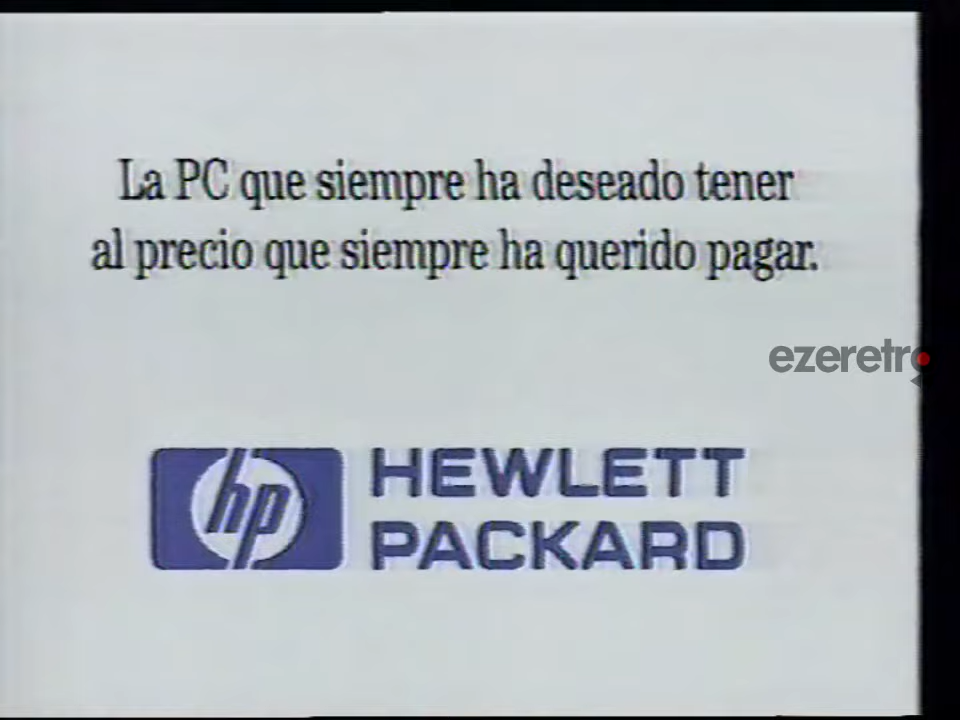 La PC que siempre ha deseado tener
al precio que siempre ha querido pagar.
ezeretro
hp HEWLETT
PACKARD